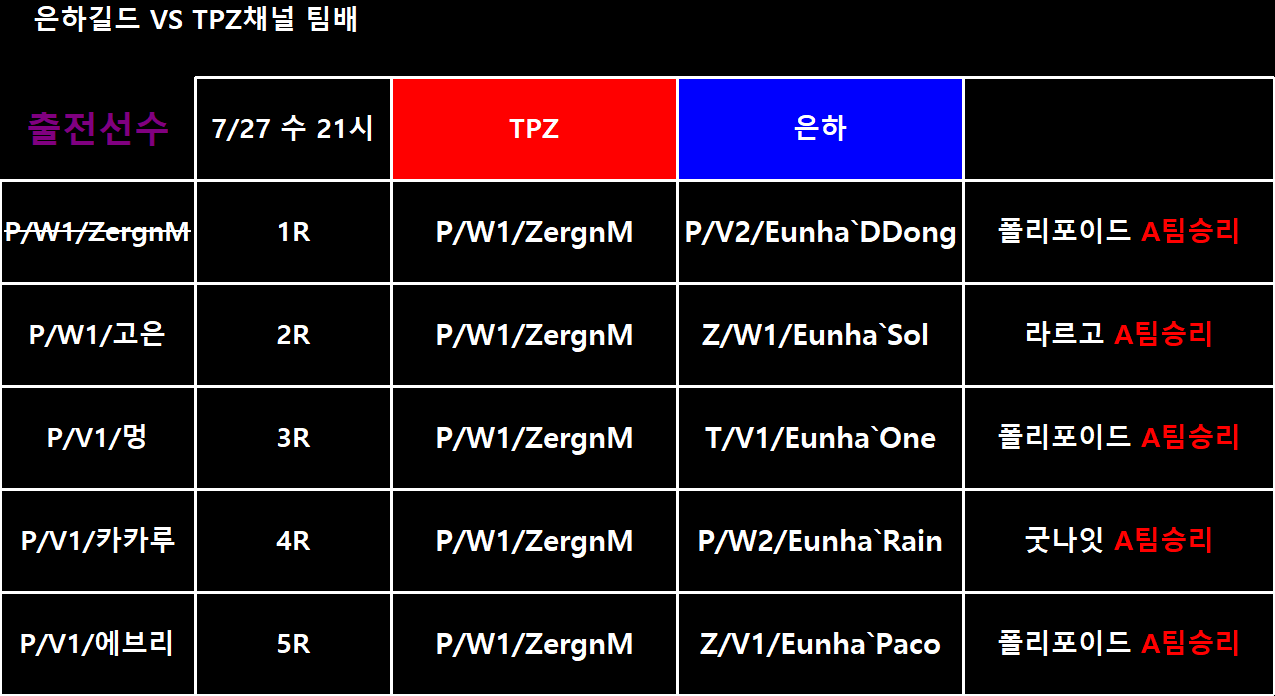 은하길드 VS TPZ채널 팀배
출전선수 7/27 수 21시 TPZ 은하
P/W1/ZergnM 1R P/W1/ZergnM P/V2/Eunha`DDong 폴리포이드 A팀승리
P/W1/고은 2R P/W1/ZergnM Z/W1/Eunha`Sol 라르고 A팀승리
P/V1/멍 3R P/W1/ZergnM T/V1/Eunha`One 폴리포이드 A팀승리
P/V1/카카루 4R P/W1/ZergnM P/W2/Eunha`Rain 굿나잇 A팀승리
P/V1/에브리 5R P/W1/ZergnM Z/V1/Eunha`Paco 폴리포이드 A팀승리